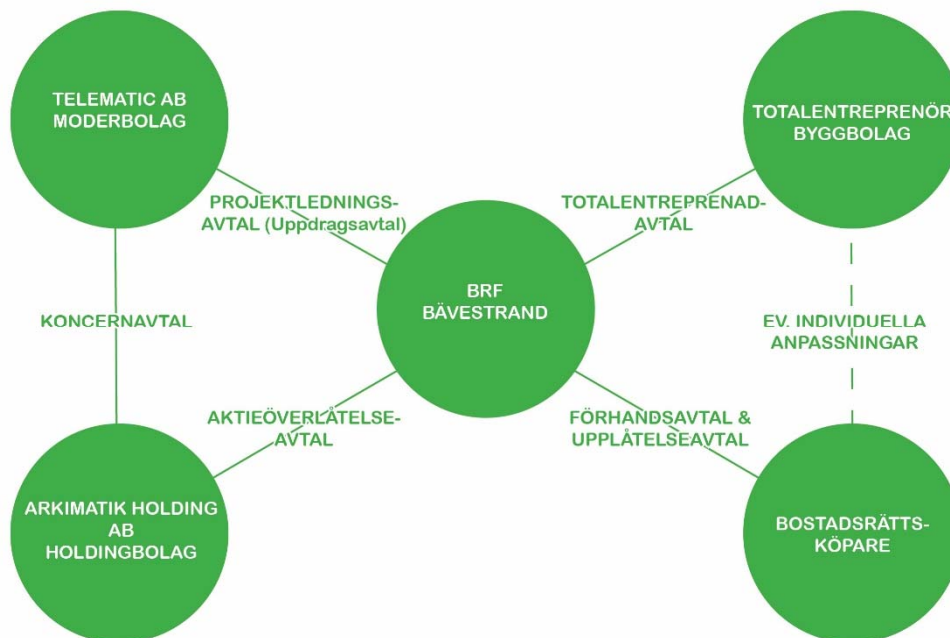 TELEMATIC AB
MODERBOLAG
TOTALENTREPRENÖR
BYGGBOLAG
PROJEKTLEDNINGS-
AVTAL (Uppdragsavtal)
TOTALENTREPRENAD-
AVTAL
BRF
BÄVESTRAND
KONCERNAVTAL
EV. INDIVIDUELLA
ANPASSNINGAR
AKTIEÖVERLÅTELSE-
AVTAL
FÖRHANDSAVTAL &
UPPLÅTELSEAVTAL
ARKIMATIK HOLDING
AB
HOLDINGBOLAG
BOSTADSRÄTTS-
KÖPARE